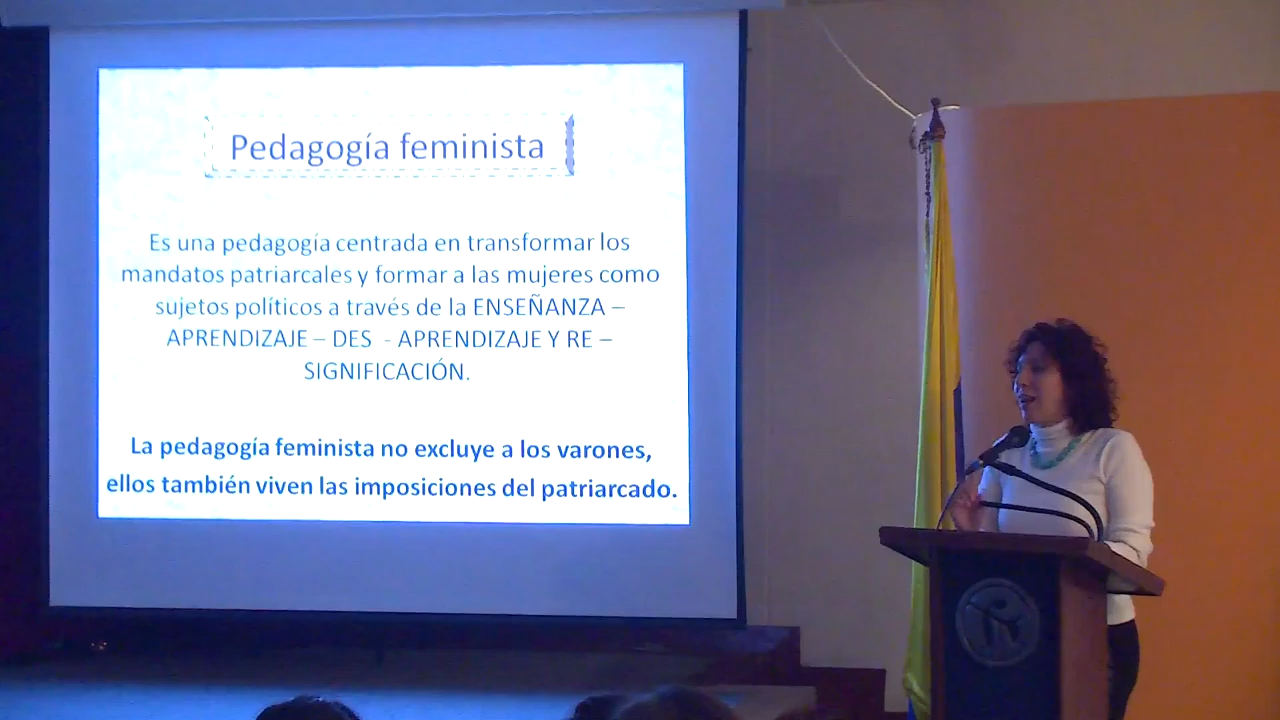 Pedagogía feminista
Es una pedagogía centrada en transformar los
mandatos patriarcales y formar a las mujeres como
sujetos políticos a través de la ENSEÑANZA –
APRENDIZAJE – DES - APRENDIZAJE Y RE –
SIGNIFICACIÓN.
La pedagogía feminista no excluye a los varones,
ellos también viven las imposiciones del patriarcado.